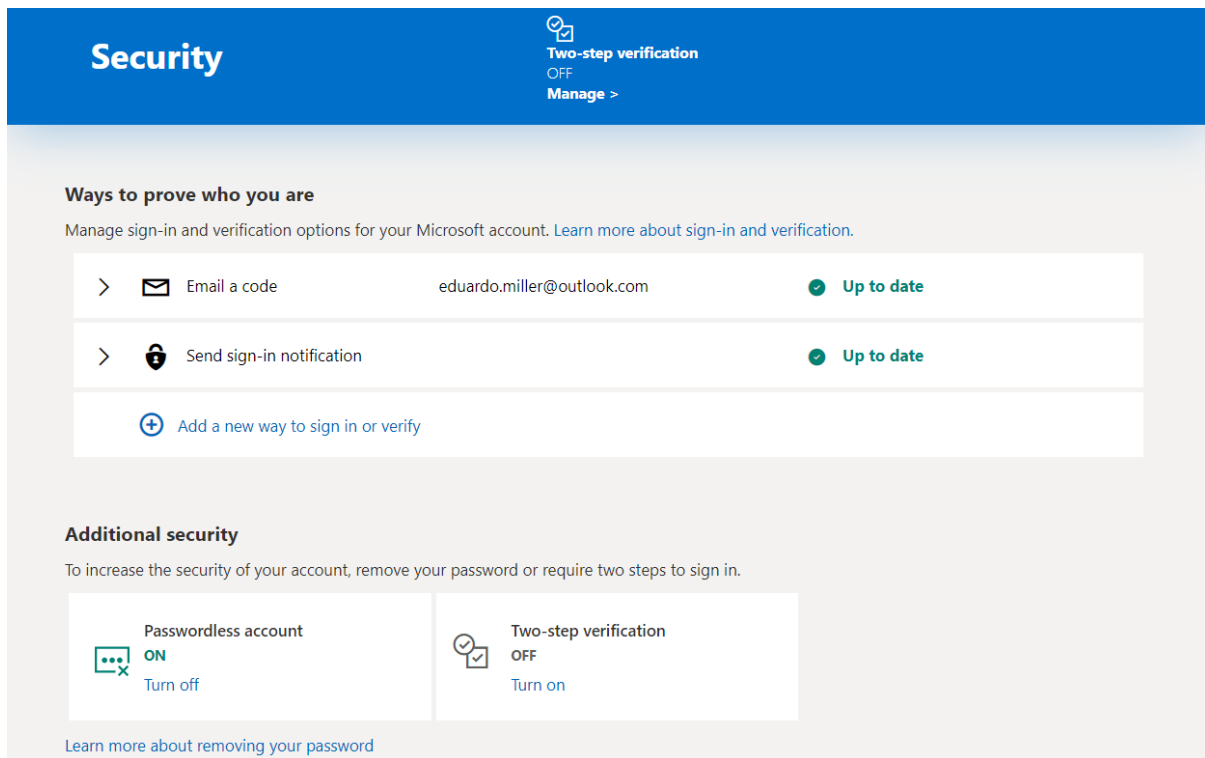 Security
Two-step verification
OFF
Manage >
Ways to prove who you are
Manage sign-in and verification options for your Microsoft account. Learn more about sign-in and verification.
Email a code eduardo.miller@outlook.com Up to date
Send sign-in notification Up to date
Add a new way to sign in or verify
Additional security
To increase the security of your account, remove your password or require two steps to sign in.
Passwordless account
ON
Turn off
Two-step verification
OFF
Turn on
Learn more about removing your password